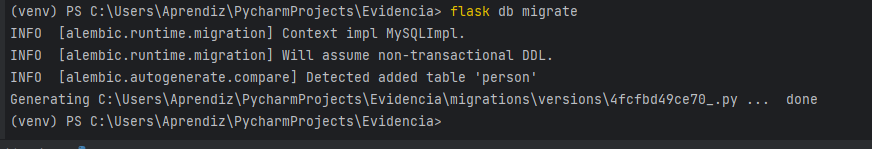 (venv) PS C:\Users\Aprendiz\PycharmProjects\Evidencia> flask db migrate
INFO  [alembic.runtime.migration] Context impl MySQLImpl.
INFO  [alembic.runtime.migration] Will assume non-transactional DDL.
INFO  [alembic.autogenerate.compare] Detected added table 'person'
Generating C:\Users\Aprendiz\PycharmProjects\Evidencia\migrations\versions\4fcfbd49ce70_.py ...  done
(venv) PS C:\Users\Aprendiz\PycharmProjects\Evidencia>